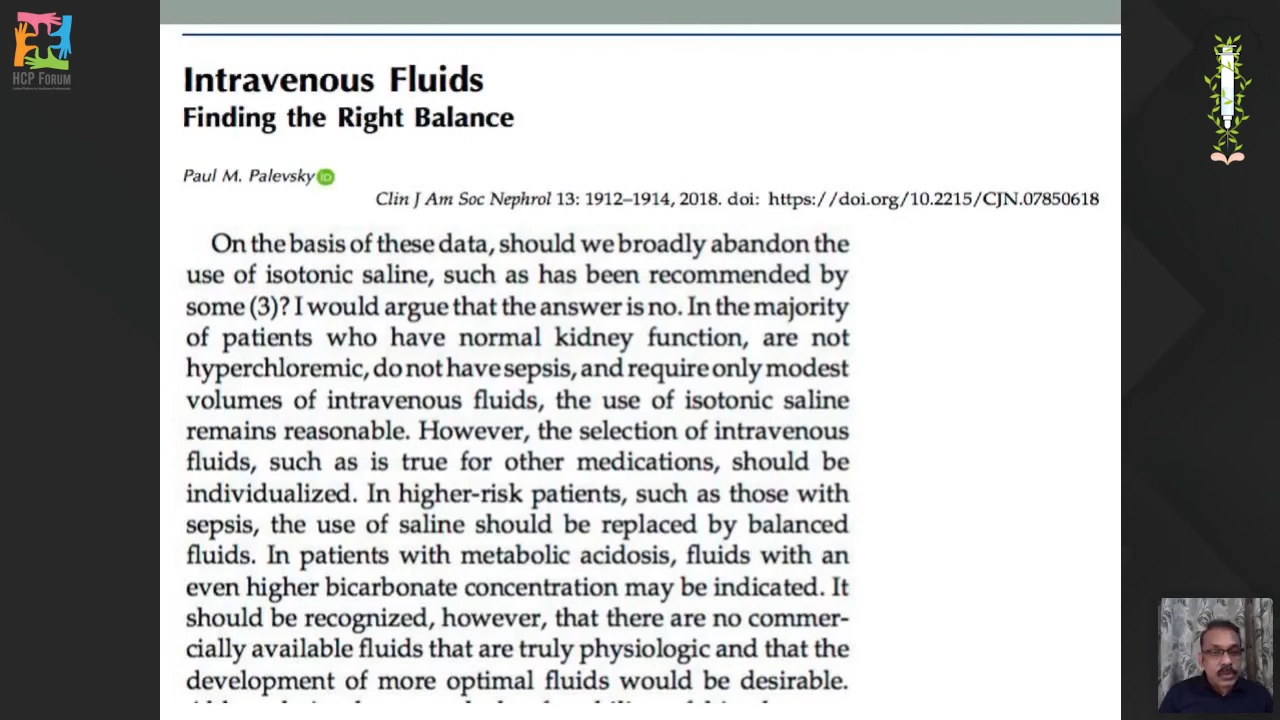 HCP FORUM
Intravenous Fluids
Finding the Right Balance
Paul M. Palevsky iD
Clin J Am Soc Nephrol 13: 1912–1914, 2018. doi: https://doi.org/10.2215/CJN.07850618
On the basis of these data, should we broadly abandon the
use of isotonic saline, such as has been recommended by
some (3)? I would argue that the answer is no. In the majority
of patients who have normal kidney function, are not
hyperchloremic, do not have sepsis, and require only modest
volumes of intravenous fluids, the use of isotonic saline
remains reasonable. However, the selection of intravenous
fluids, such as is true for other medications, should be
individualized. In higher-risk patients, such as those with
sepsis, the use of saline should be replaced by balanced
fluids. In patients with metabolic acidosis, fluids with an
even higher bicarbonate concentration may be indicated. It
should be recognized, however, that there are no commer-
cially available fluids that are truly physiologic and that the
development of more optimal fluids would be desirable.